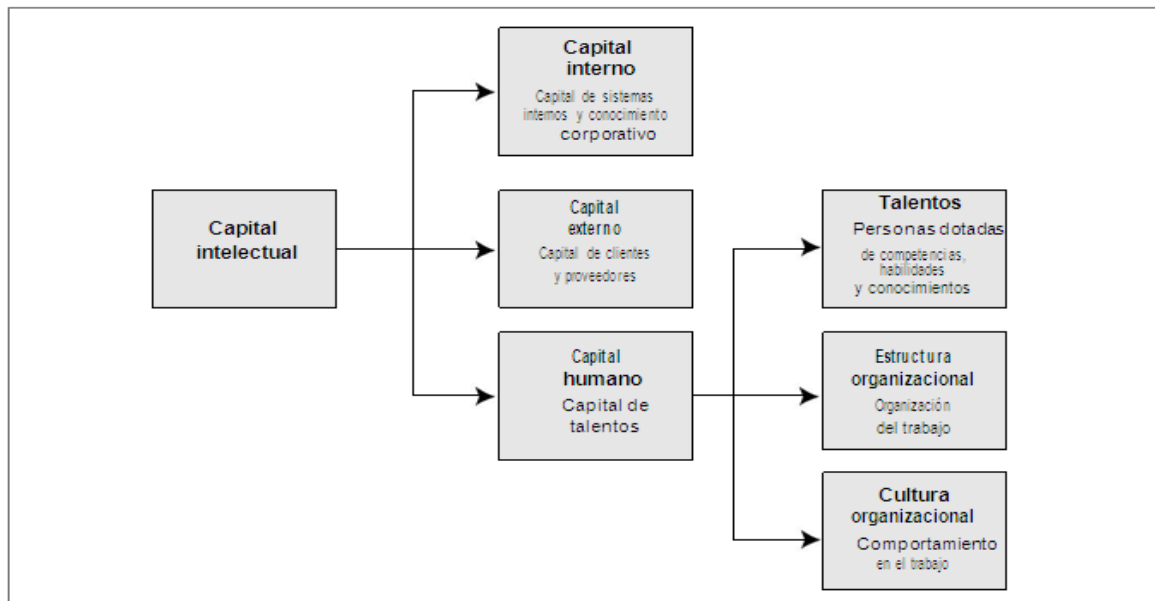 Capital
interno
Capital de sistemas
internos y conocimiento
corporativo
Capital
intelectual
Capital
externo
Capital de clientes
y proveedores
Capital
humano
Capital de
talentos
Talentos
Personas dotadas
de competencias,
habilidades
y conocimientos
Estructura
organizacional
Organización
del trabajo
Cultura
organizacional
Comportamiento
en el trabajo